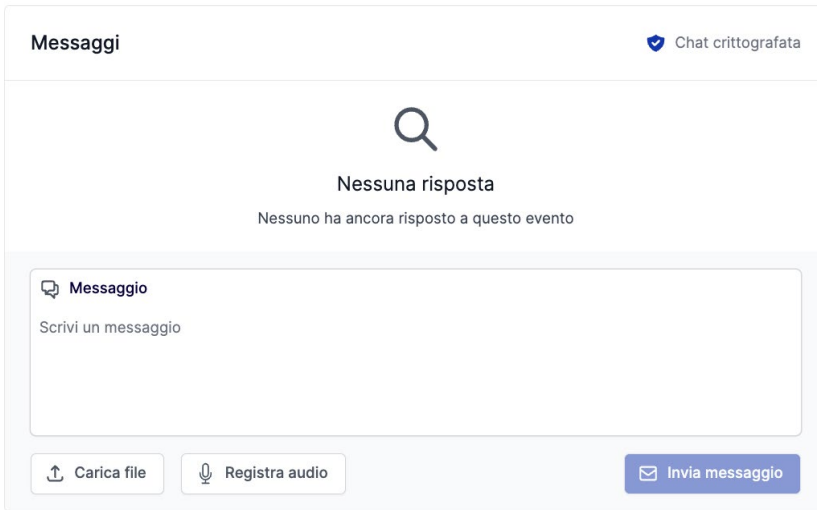 Messaggi
Chat crittografata
Nessuna risposta
Nessuno ha ancora risposto a questo evento
Messaggio
Scrivi un messaggio
Carica file
Registra audio
Invia messaggio